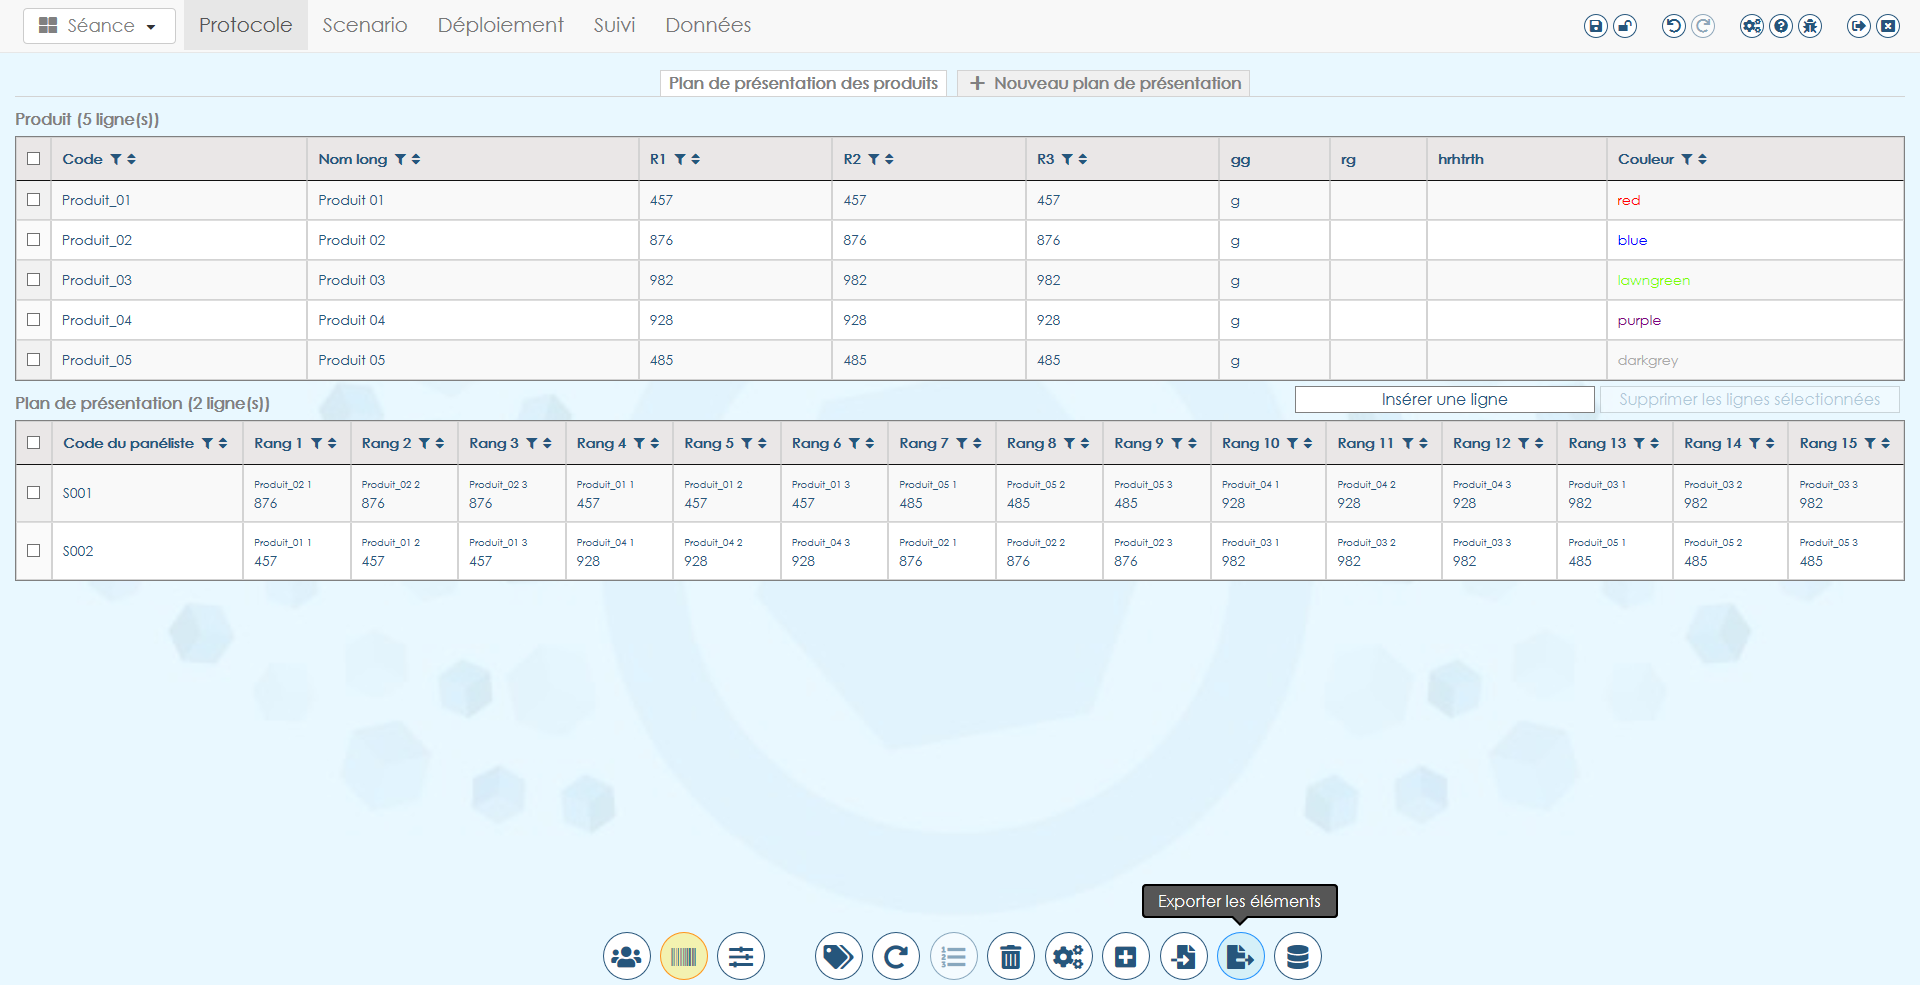 Séance Protocole Scenario Déploiement Suivi Données
Plan de présentation des produits + Nouveau plan de présentation
Produit (5 ligne(s))
Code Nom long R1 R2 R3 gg rg hrhtrth Couleur
Produit_01 Produit 01 457 457 457 g red
Produit_02 Produit 02 876 876 876 g blue
Produit_03 Produit 03 982 982 982 g lawngreen
Produit_04 Produit 04 928 928 928 g purple
Produit_05 Produit 05 485 485 485 g darkgrey
Plan de présentation (2 ligne(s)) Insérer une ligne Supprimer les lignes sélectionnées
Code du panéliste Rang 1 Rang 2 Rang 3 Rang 4 Rang 5 Rang 6 Rang 7 Rang 8 Rang 9 Rang 10 Rang 11 Rang 12 Rang 13 Rang 14 Rang 15
Produit_02 1 Produit_02 2 Produit_02 3 Produit_01 1 Produit_01 2 Produit_01 3 Produit_05 1 Produit_05 2 Produit_05 3 Produit_04 1 Produit_04 2 Produit_04 3 Produit_03 1 Produit_03 2 Produit_03 3
S001 876 876 876 457 457 457 485 485 485 928 928 928 982 982 982
Produit_01 1 Produit_01 2 Produit_01 3 Produit_04 1 Produit_04 2 Produit_04 3 Produit_02 1 Produit_02 2 Produit_02 3 Produit_03 1 Produit_03 2 Produit_03 3 Produit_05 1 Produit_05 2 Produit_05 3
S002 457 457 457 928 928 928 876 876 876 982 982 982 485 485 485
Exporter les éléments